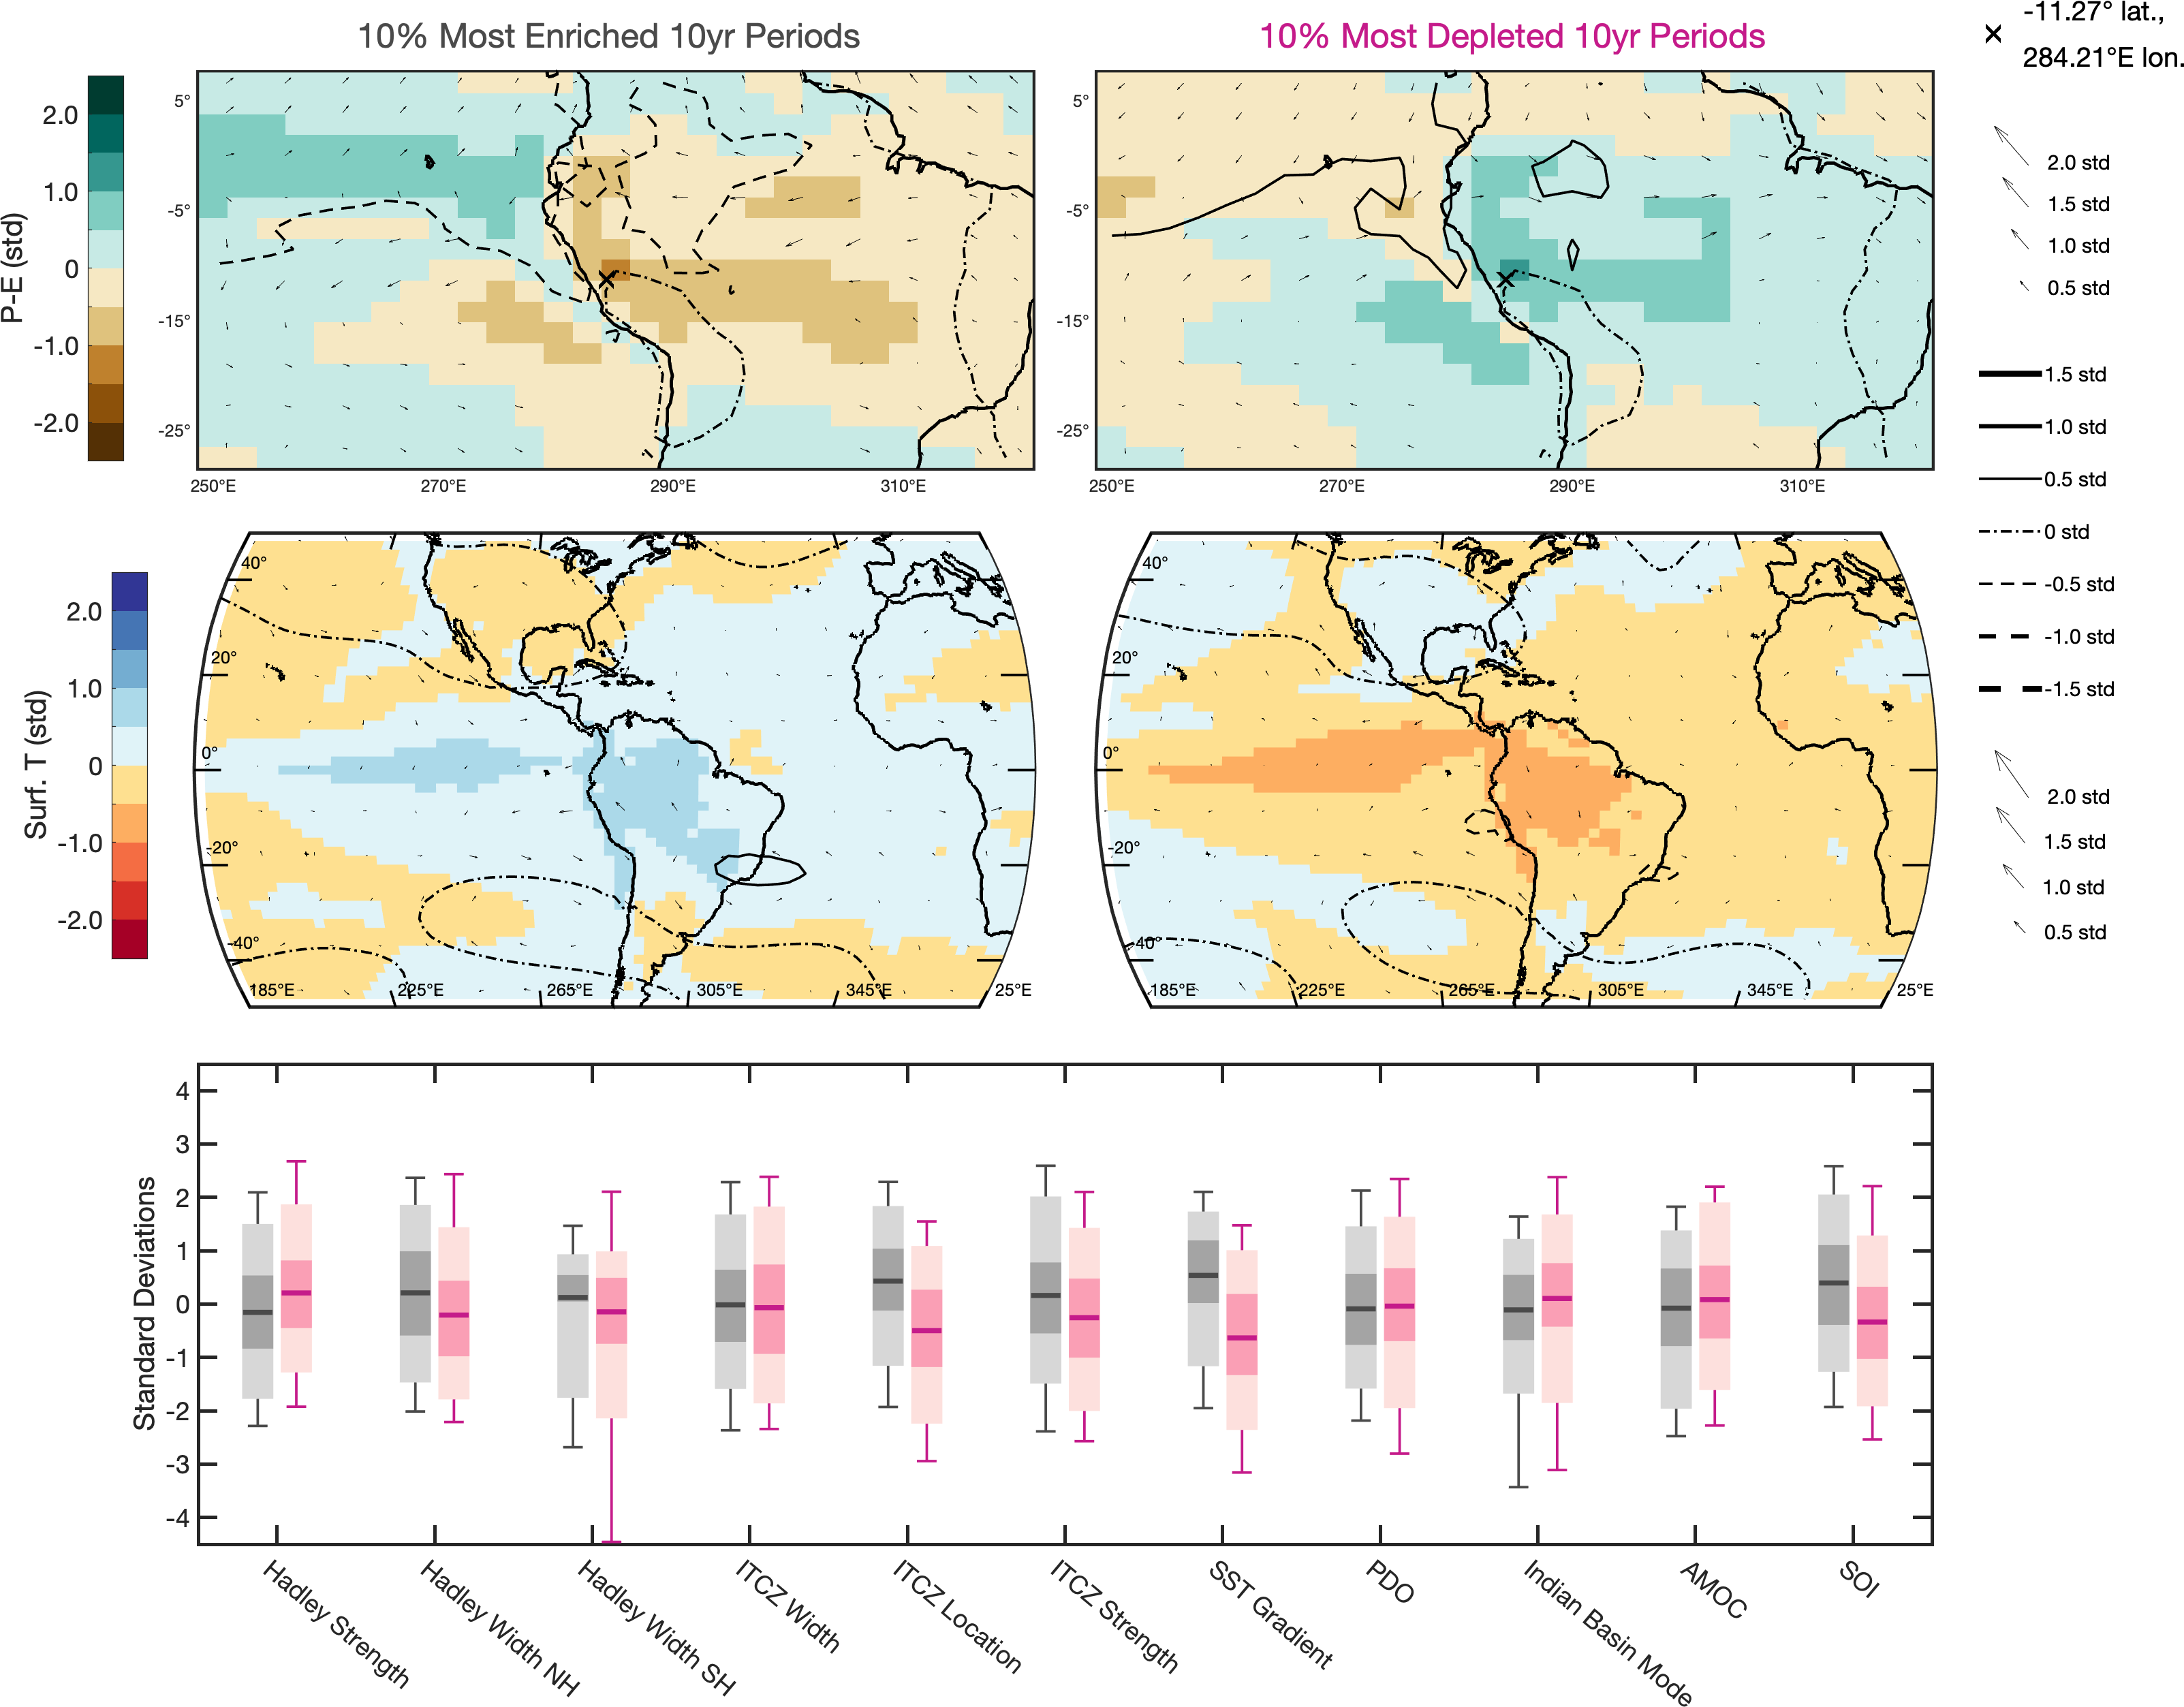 10% Most Enriched 10yr Periods
10% Most Depleted 10yr Periods
-11.27° lat.,
284.21°E lon.
P-E (std)
2.0
1.0
0
-1.0
-2.0
5°
-5°
-15°
-25°
250°E
270°E
290°E
310°E
5°
-5°
-15°
-25°
250°E
270°E
290°E
310°E
2.0 std
1.5 std
1.0 std
0.5 std
1.5 std
1.0 std
0.5 std
0 std
-0.5 std
-1.0 std
-1.5 std
2.0 std
1.5 std
1.0 std
0.5 std
Surf. T (std)
2.0
1.0
0
-1.0
-2.0
40°
20°
0°
-20°
-40°
185°E
225°E
265°E
305°E
345°E
25°E
40°
20°
0°
-20°
-40°
185°E
225°E
265°E
305°E
345°E
25°E
Standard Deviations
4
3
2
1
0
-1
-2
-3
-4
Hadley Strength
Hadley Width NH
Hadley Width SH
ITCZ Width
ITCZ Location
ITCZ Strength
SST Gradient
PDO
Indian Basin Mode
AMOC
SOI